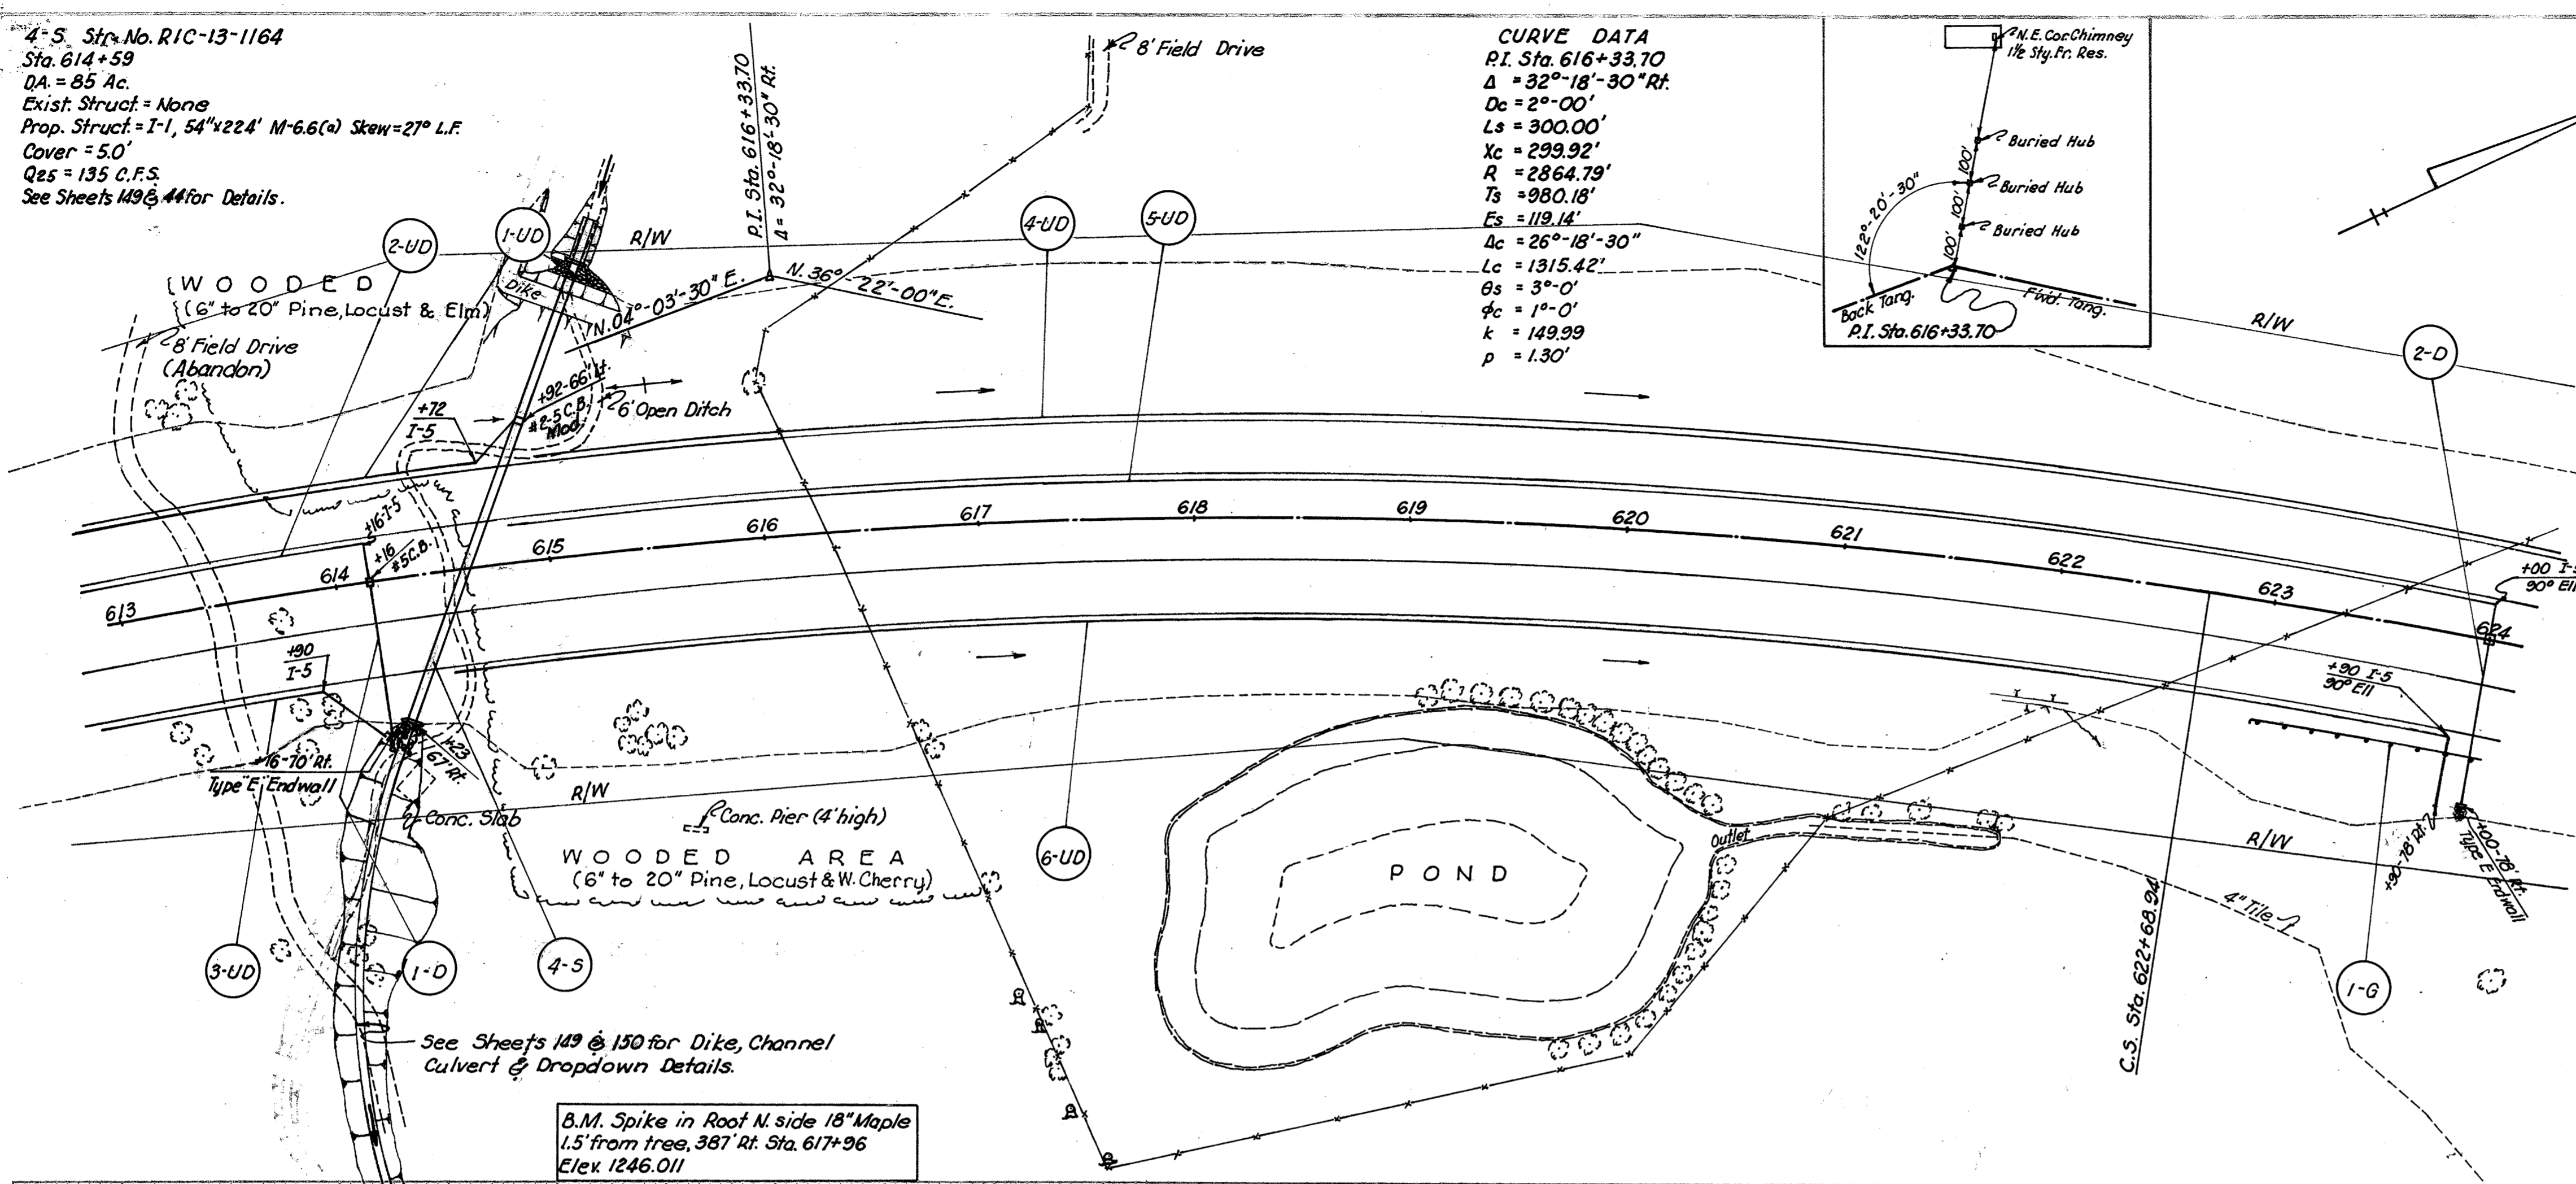 4-S Str. No. RIC-13-1164
Sta. 614+59
D.A. = 85 Ac.
Exist. Struct. = None
Prop. Struct. = I-1, 54"x224' M-6.6(a) Skew=27° L.F.
Cover = 5.0'
Q25 = 135 C.F.S.
See Sheets 149 & 44 for Details.
2-UD
1-UD
R/W
P.I. Sta. 616+33.70
Δ = 32°-18'-30" Rt.
8' Field Drive
4-UD
5-UD
CURVE DATA
P.I. Sta. 616+33.70
Δ = 32°-18'-30" Rt.
Dc = 2°-00'
Ls = 300.00'
Xc = 299.92'
R = 2864.79'
Ts = 980.18'
Es = 119.14'
Δc = 26°-18'-30"
Lc = 1315.42'
θs = 3°-0'
ϕc = 1°-0'
k = 149.99
p = 1.30'
N.E. Cor. Chimney
1½ Sty. Fr. Res.
Buried Hub
Buried Hub
Buried Hub
100'
100'
100'
122°-20'-30"
Back Tang.
Fwd. Tang.
P.I. Sta. 616+33.70
R/W
2-D
WOODED
(6" to 20" Pine, Locust & Elm)
8' Field Drive
(Abandon)
Dike
N. 04°-03'-30" E.
N. 36°-22'-00" E.
+92-66' Lt.
#2-5 C.B.
Mod.
6' Open Ditch
+72
I-5
+16 I-5
+16
#5 C.B.
613
614
615
616
617
618
619
620
621
622
623
624
+00 I-5
90° Ell
+90 I-5
90° Ell
+90
I-5
+16-70' Rt.
Type "E" Endwall
+23
67' Rt.
Conc. Slab
R/W
Conc. Pier (4' high)
WOODED AREA
(6" to 20" Pine, Locust & W. Cherry)
6-UD
POND
Outlet
R/W
4" Tile
+90-78' Rt.
+00-78' Rt.
Type E Endwall
C.S. Sta. 622+68.94
3-UD
1-D
4-S
1-G
See Sheets 149 & 150 for Dike, Channel
Culvert & Dropdown Details.
B.M. Spike in Root N. side 18" Maple
1.5' from tree, 387' Rt. Sta. 617+96
Elev. 1246.011